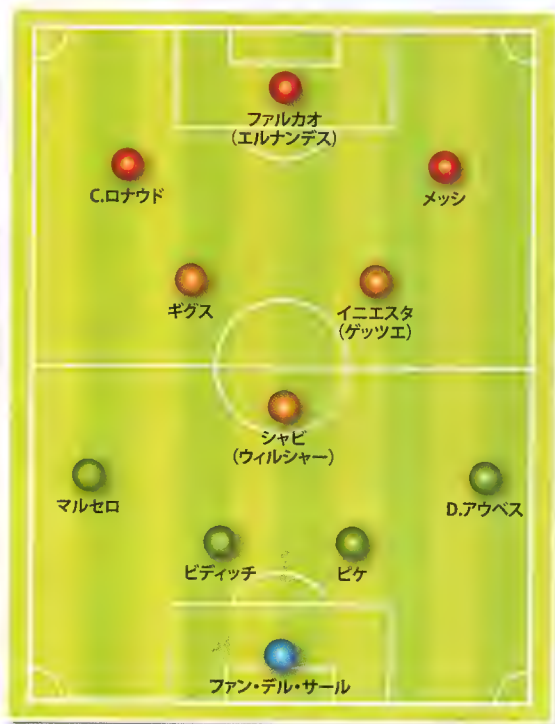 ファルカオ
(エルナンデス)
C.ロナウド
メッシ
ギグス
イニエスタ
(ゲッツエ)
シャビ
(ウィルシャー)
マルセロ
D.アウベス
ビディッチ
ピケ
ファン・デル・サール